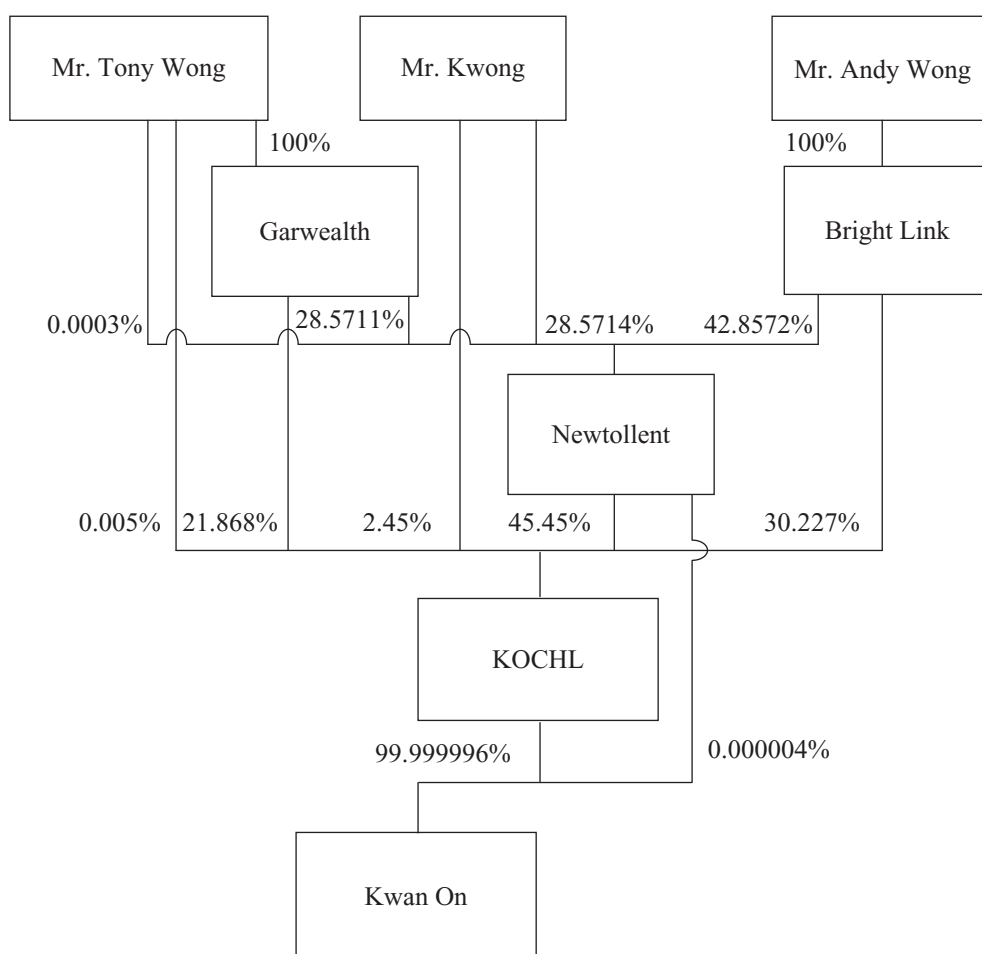 Mr. Tony Wong
Mr. Kwong
Mr. Andy Wong
100%
100%
Garwealth
Bright Link
0.0003%
28.5711%
28.5714%
42.8572%
Newtollent
0.005%
21.868%
2.45%
45.45%
30.227%
KOCHL
99.999996%
0.000004%
Kwan On